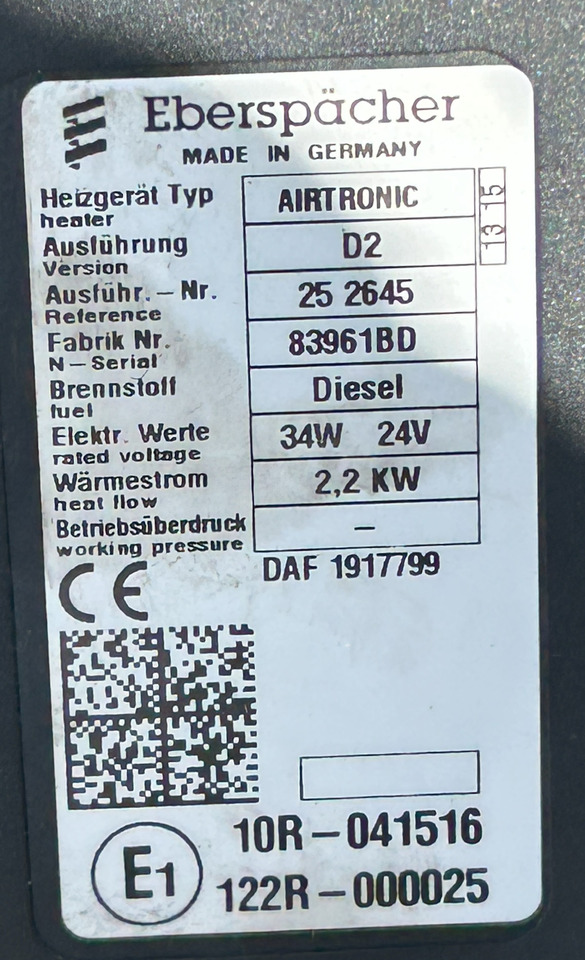 Eberspächer
MADE IN GERMANY
Heizgerät Typ AIRTRONIC
heater
13 15
Ausführung D2
Version
Ausführ.-Nr. 25 2645
Reference
Fabrik Nr. 83961BD
N-Serial
Brennstoff Diesel
fuel
Elektr. Werte 34W 24V
rated voltage
Wärmestrom 2,2 KW
heat flow
Betriebsüberdruck –
working pressure
DAF 1917799
CE
E1
10R-041516
122R-000025